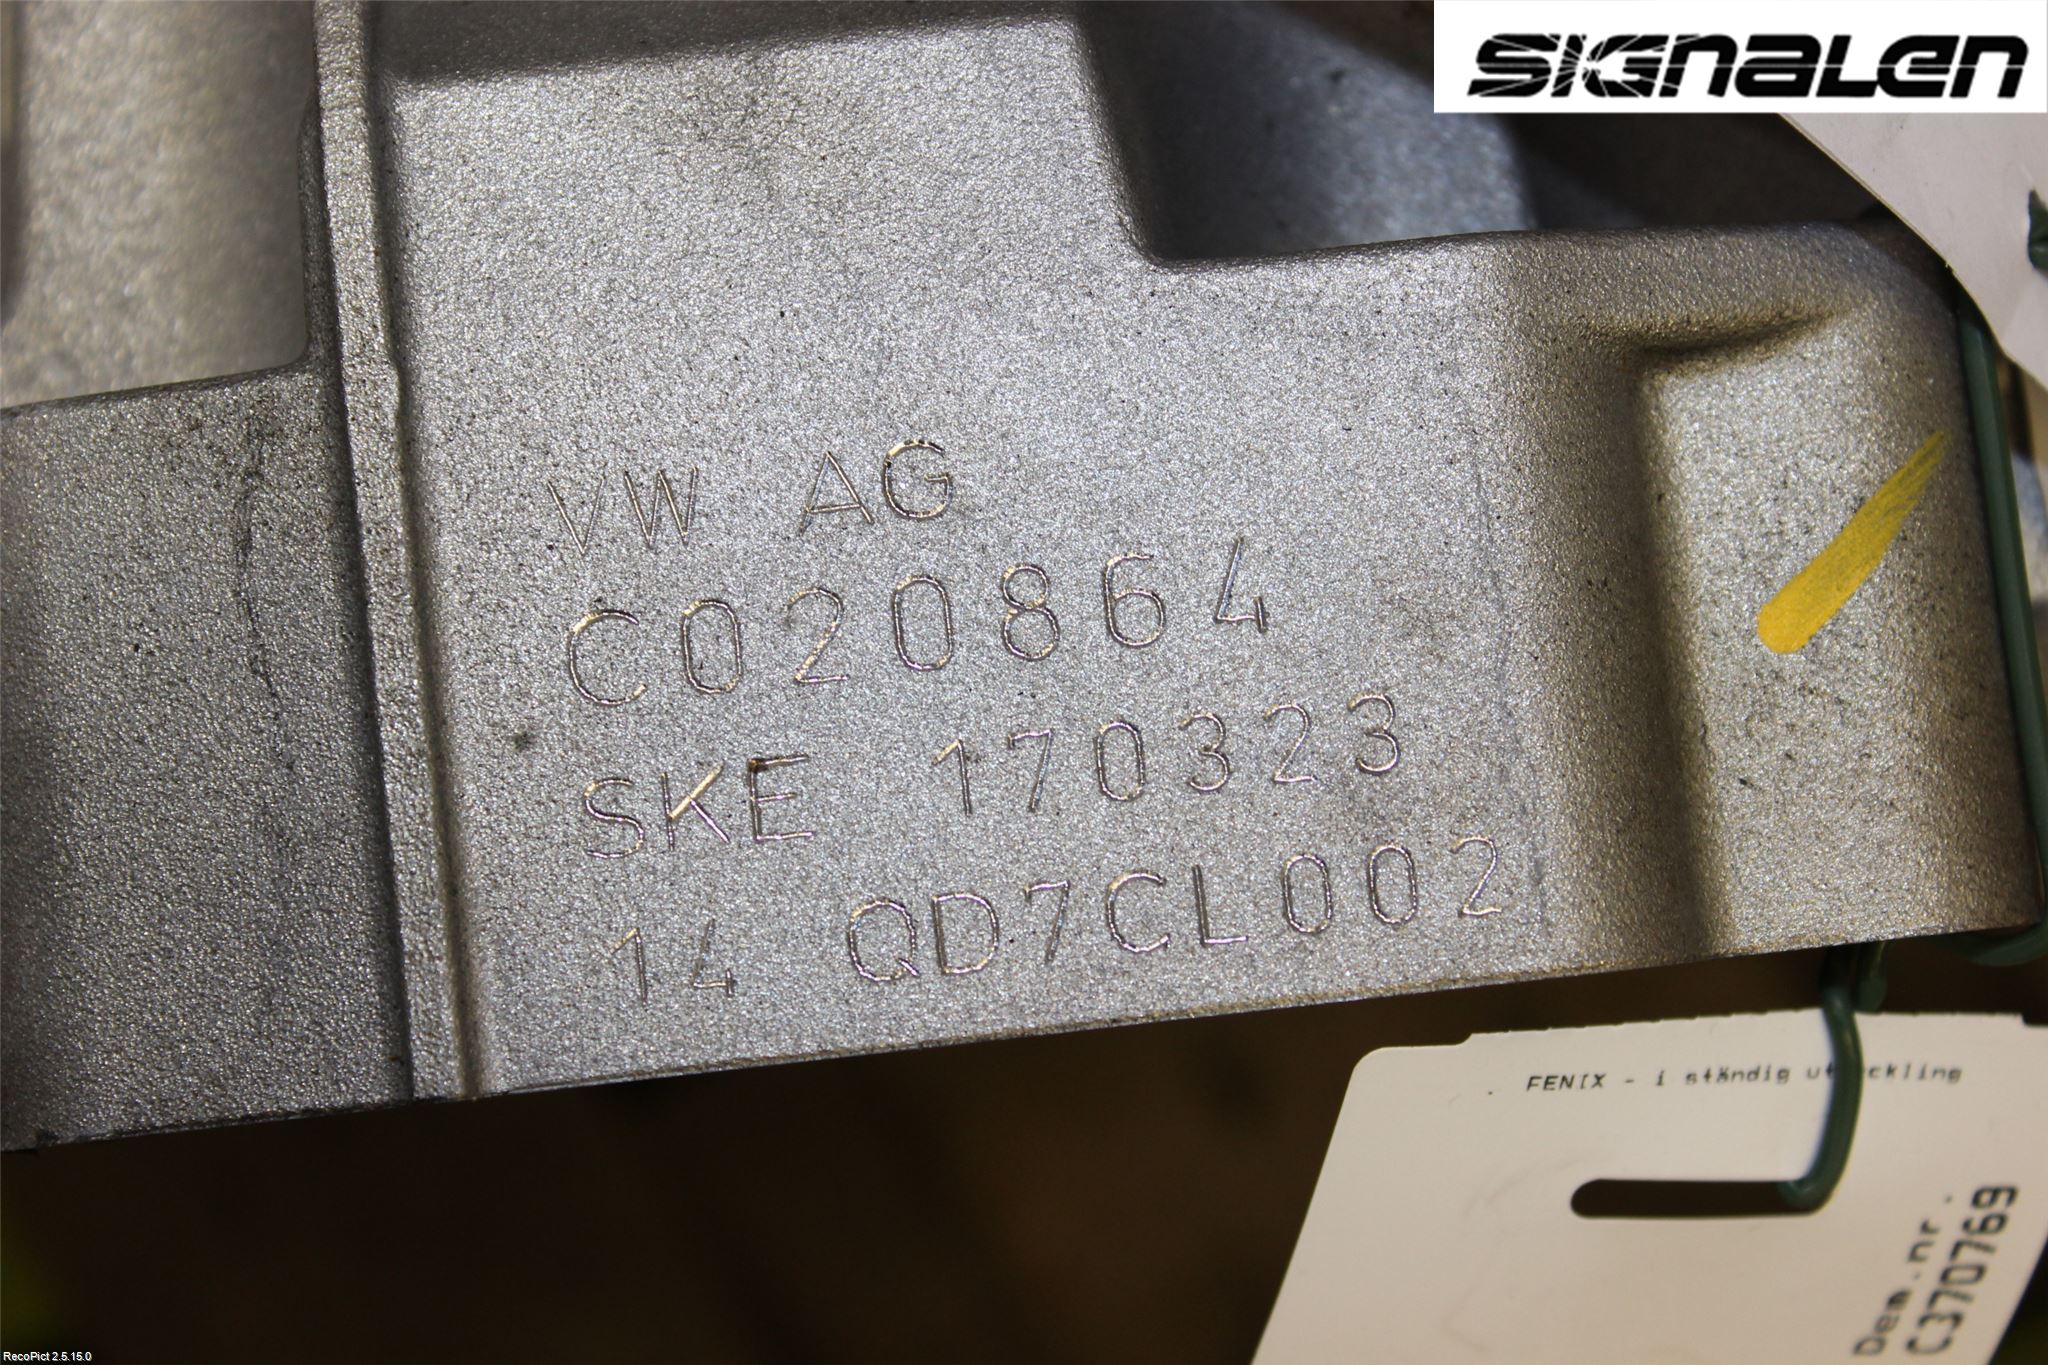 SIGNALEN
VW AG
C020864
SKE 170323
14 QD7CL002
FENIX - i ständig utveckling
Dem.nr.
C370769
RecoPict 2.5.15.0